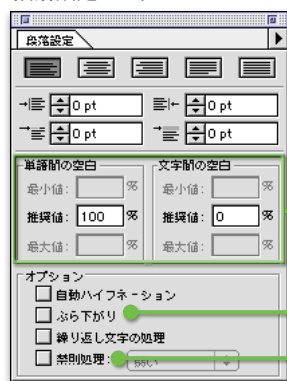 段落設定
0 pt 0 pt
0 pt 0 pt
単語間の空白 文字間の空白
最小値: % 最小値: %
推奨値: 100 % 推奨値: 0 %
最大値: % 最大値: %
オプション
自動ハイフネーション
ぶら下がり
繰り返し文字の処理
禁則処理: 弱い